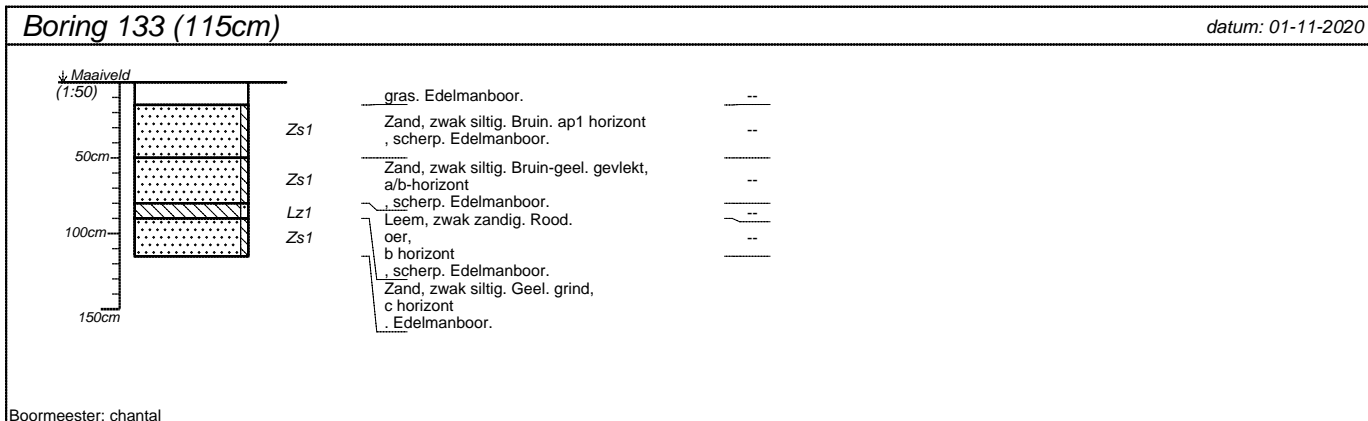 Boring 133 (115cm)
datum: 01-11-2020
Maaiveld
(1:50)
gras. Edelmanboor.
--
Zs1
Zand, zwak siltig. Bruin. ap1 horizont
, scherp. Edelmanboor.
--
50cm
Zs1
Zand, zwak siltig. Bruin-geel. gevlekt,
a/b-horizont
, scherp. Edelmanboor.
--
Lz1
Leem, zwak zandig. Rood.
oer,
b horizont
, scherp. Edelmanboor.
--
100cm
Zs1
Zand, zwak siltig. Geel. grind,
c horizont
. Edelmanboor.
--
150cm
Boormeester: chantal